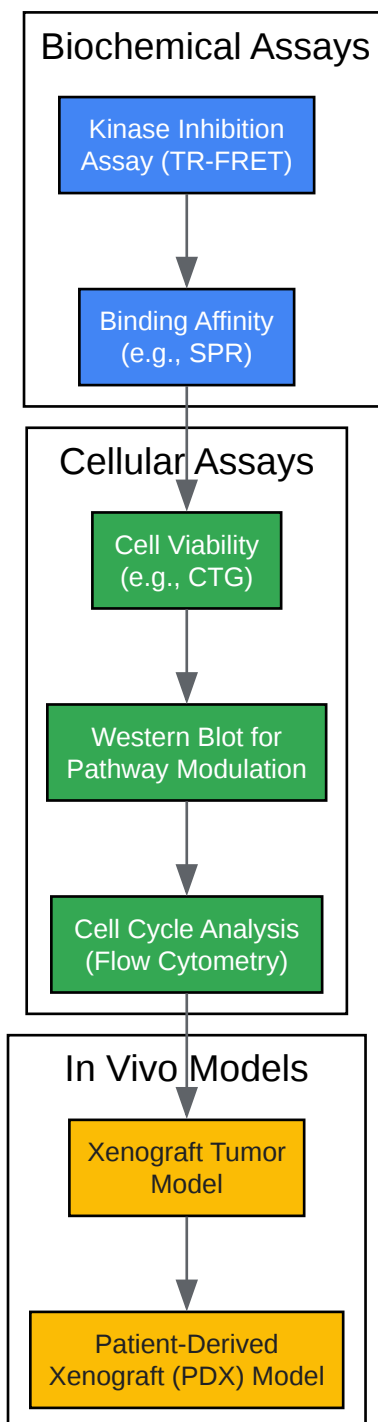 Biochemical Assays
Kinase Inhibition
Assay (TR-FRET)
Binding Affinity
(e.g., SPR)
Cellular Assays
Cell Viability
(e.g., CTG)
Western Blot for
Pathway Modulation
Cell Cycle Analysis
(Flow Cytometry)
In Vivo Models
Xenograft Tumor
Model
Patient-Derived
Xenograft (PDX) Model